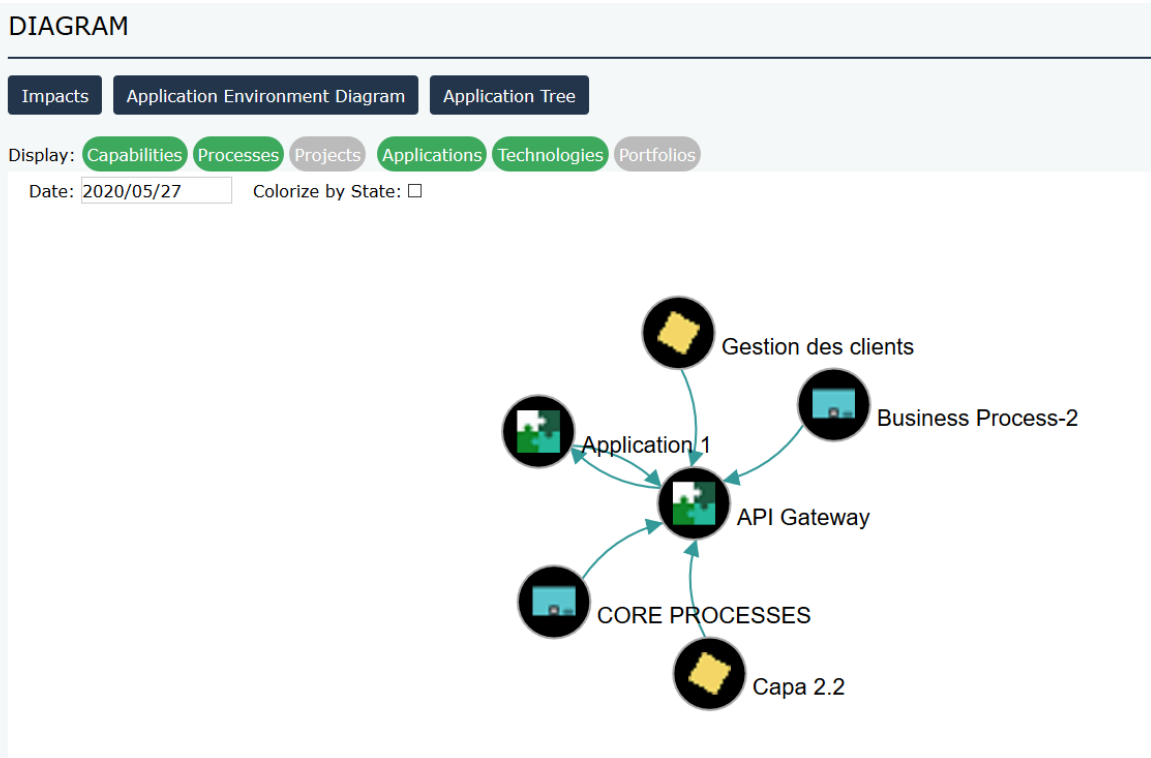 DIAGRAM
Impacts Application Environment Diagram Application Tree
Display: Capabilities Processes Projects Applications Technologies Portfolios
Date: 2020/05/27 Colorize by State:
Gestion des clients
Business Process-2
Application 1
API Gateway
CORE PROCESSES
Capa 2.2